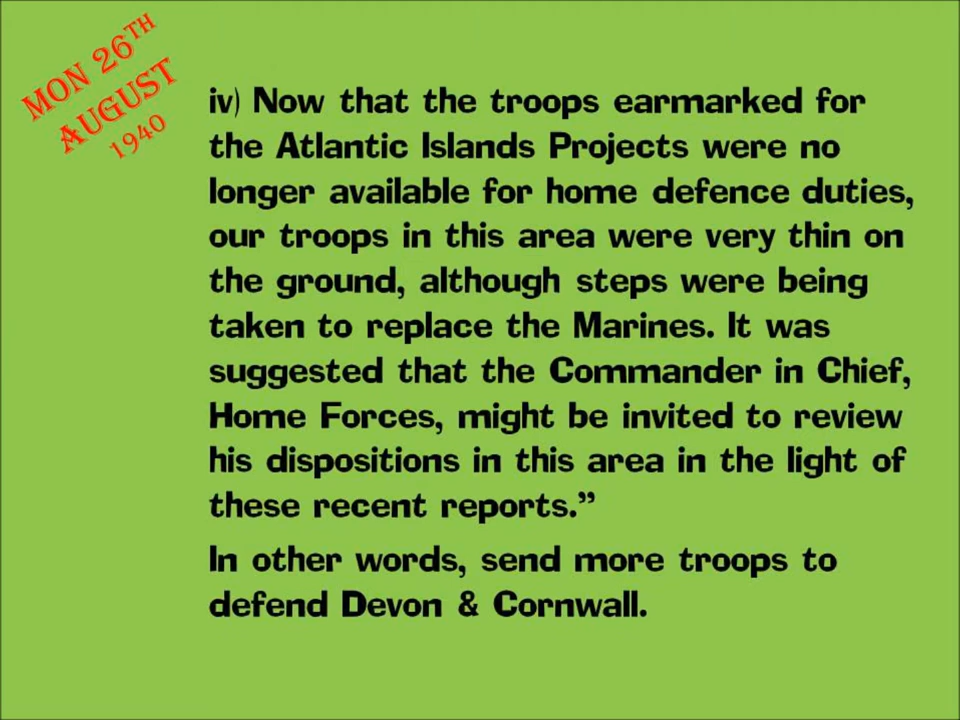 MON 26TH
AUGUST
1940
iv) Now that the troops earmarked for
the Atlantic Islands Projects were no
longer available for home defence duties,
our troops in this area were very thin on
the ground, although steps were being
taken to replace the Marines. It was
suggested that the Commander in Chief,
Home Forces, might be invited to review
his dispositions in this area in the light of
these recent reports.”
In other words, send more troops to
defend Devon & Cornwall.